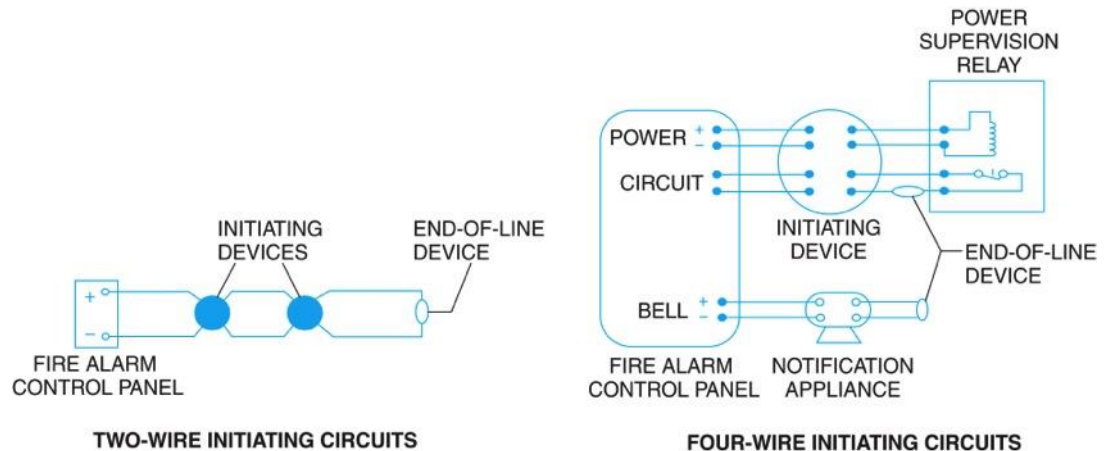 INITIATING
DEVICES
END-OF-LINE
DEVICE
+
−
FIRE ALARM
CONTROL PANEL
TWO-WIRE INITIATING CIRCUITS
POWER
SUPERVISION
RELAY
POWER + −
CIRCUIT
INITIATING
DEVICE
END-OF-LINE
DEVICE
BELL + −
FIRE ALARM
CONTROL PANEL
NOTIFICATION
APPLIANCE
FOUR-WIRE INITIATING CIRCUITS